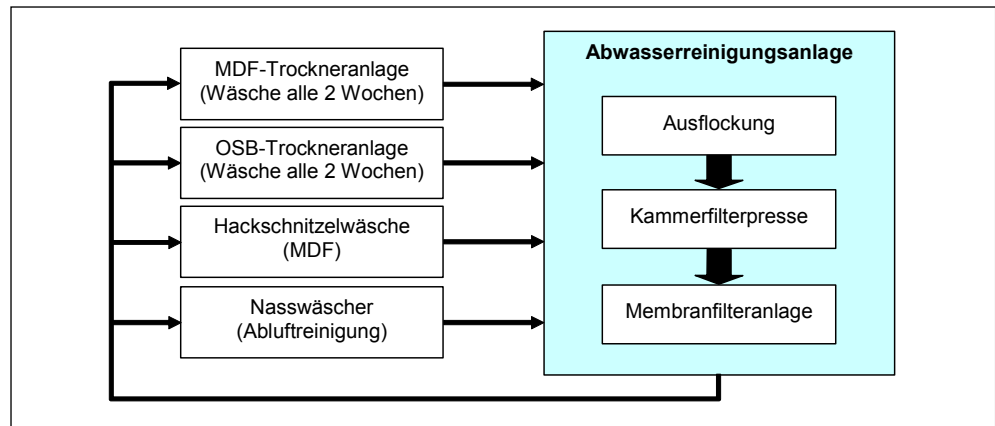 MDF-Trockneranlage
(Wäsche alle 2 Wochen)
OSB-Trockneranlage
(Wäsche alle 2 Wochen)
Hackschnitzelwäsche
(MDF)
Nasswäscher
(Abluftreinigung)
Abwasserreinigungsanlage
Ausflockung
Kammerfilterpresse
Membranfilteranlage